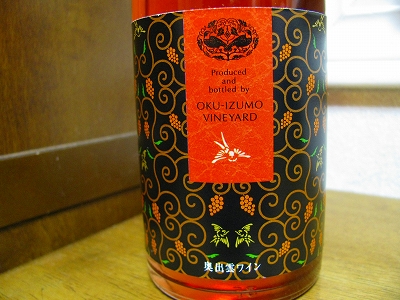 Produced
and
bottled by
OKU-IZUMO
VINEYARD
奥出雲ワイン